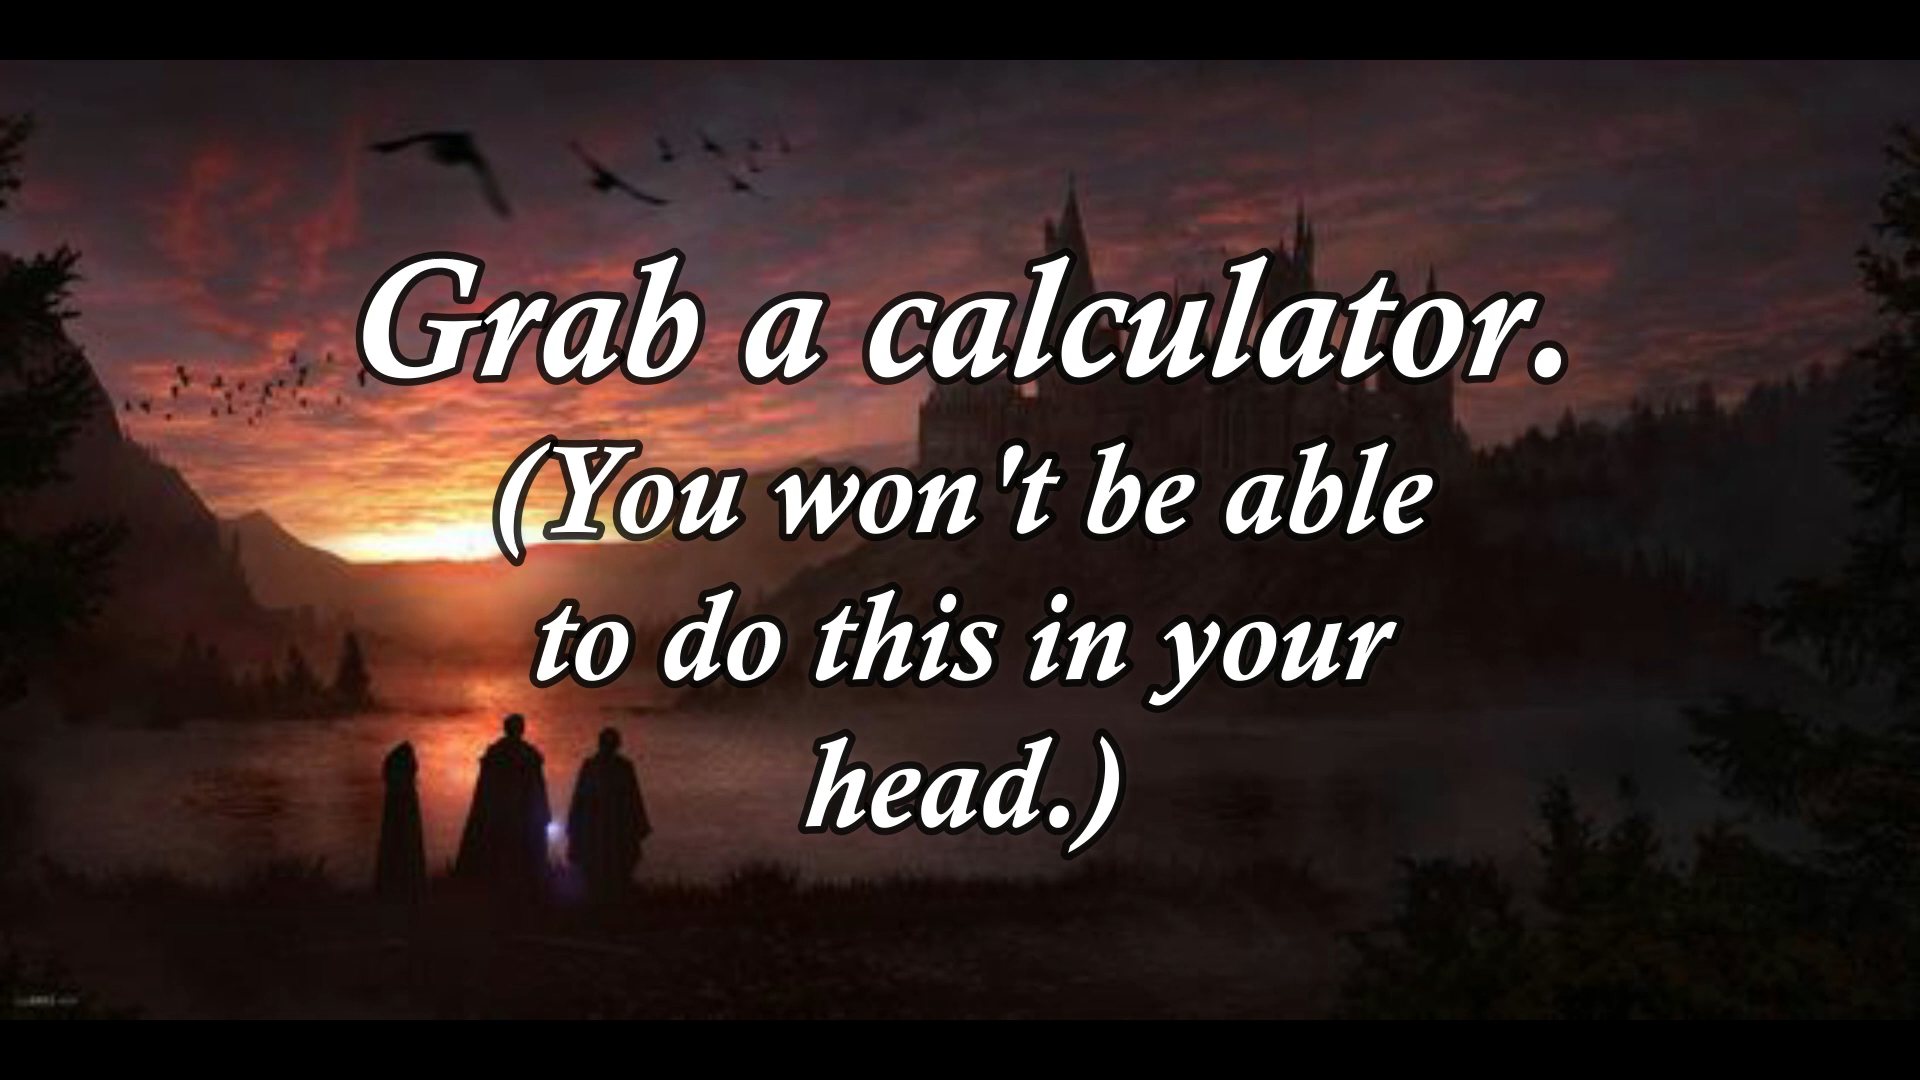 Grab a calculator.
(You won't be able
to do this in your
head.)